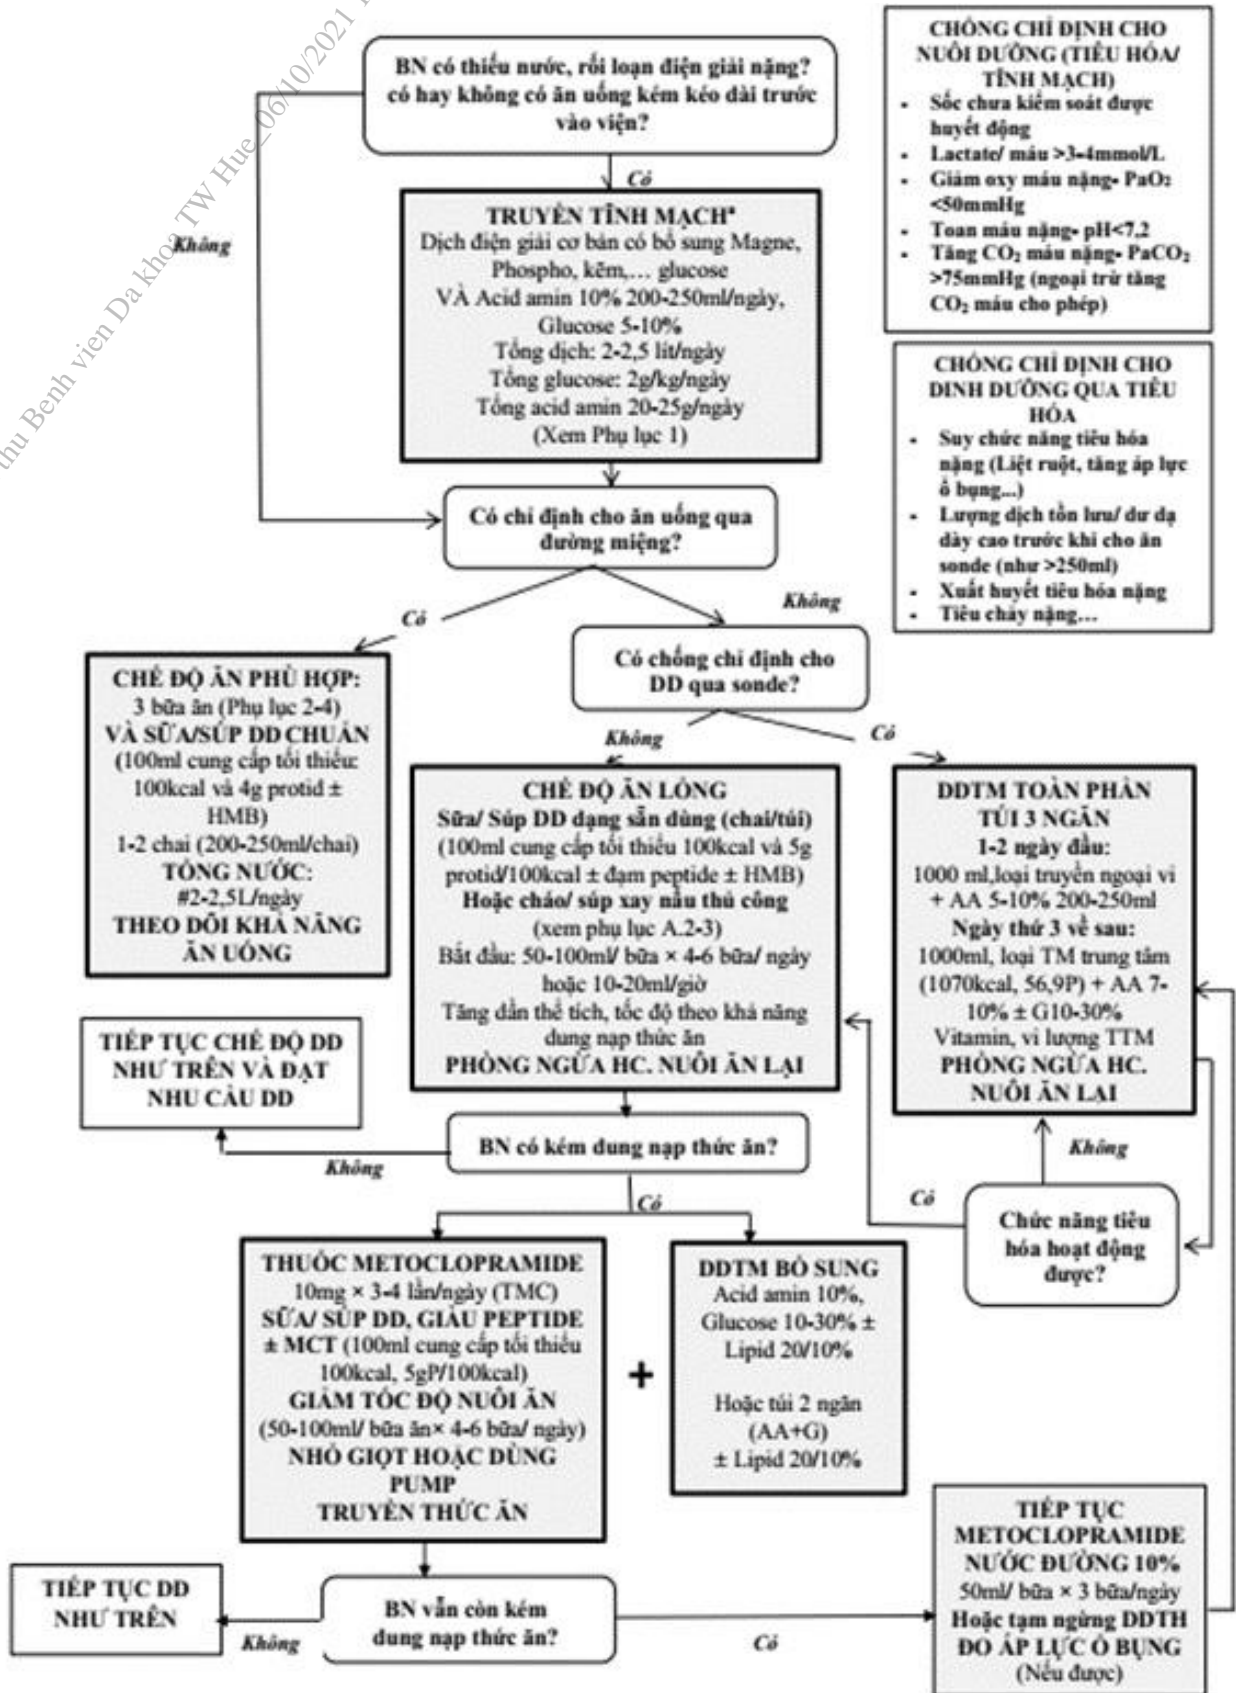 thu Benh vien Da khoa TW Hue_06/10/2021 1
BN có thiếu nước, rối loạn điện giải nặng?
có hay không có ăn uống kém kéo dài trước
vào viện?
Không
Có
TRUYỀN TĨNH MẠCHª
Dịch điện giải cơ bản có bổ sung Magne,
Phospho, kẽm,... glucose
VÀ Acid amin 10% 200-250ml/ngày,
Glucose 5-10%
Tổng dịch: 2-2,5 lít/ngày
Tổng glucose: 2g/kg/ngày
Tổng acid amin 20-25g/ngày
(Xem Phụ lục 1)
CHỐNG CHỈ ĐỊNH CHO
NUÔI DƯỠNG (TIÊU HÓA/
TĨNH MẠCH)
- Sốc chưa kiểm soát được
huyết động
- Lactate/ máu >3-4mmol/L
- Giảm oxy máu nặng- PaO₂
<50mmHg
- Toan máu nặng- pH<7,2
- Tăng CO₂ máu nặng- PaCO₂
>75mmHg (ngoại trừ tăng
CO₂ máu cho phép)
CHỐNG CHỈ ĐỊNH CHO
DINH DƯỠNG QUA TIÊU
HÓA
- Suy chức năng tiêu hóa
nặng (Liệt ruột, tăng áp lực
ổ bụng...)
- Lượng dịch tồn lưu/ dư dạ
dày cao trước khi cho ăn
sonde (như >250ml)
- Xuất huyết tiêu hóa nặng
- Tiêu chảy nặng...
Có chỉ định cho ăn uống qua
đường miệng?
Có
Không
CHẾ ĐỘ ĂN PHÙ HỢP:
3 bữa ăn (Phụ lục 2-4)
VÀ SỮA/SÚP DD CHUẨN
(100ml cung cấp tối thiểu:
100kcal và 4g protid ±
HMB)
1-2 chai (200-250ml/chai)
TỔNG NƯỚC:
#2-2,5L/ngày
THEO DÕI KHẢ NĂNG
ĂN UỐNG
Có chống chỉ định cho
DD qua sonde?
Không
Có
CHẾ ĐỘ ĂN LỎNG
Sữa/ Súp DD dạng sẵn dùng (chai/túi)
(100ml cung cấp tối thiểu 100kcal và 5g
protid/100kcal ± đạm peptide ± HMB)
Hoặc cháo/ súp xay nấu thủ công
(xem phụ lục A.2-3)
Bắt đầu: 50-100ml/ bữa × 4-6 bữa/ ngày
hoặc 10-20ml/giờ
Tăng dần thể tích, tốc độ theo khả năng
dung nạp thức ăn
PHÒNG NGỪA HC. NUÔI ĂN LẠI
DDTM TOÀN PHẦN
TÚI 3 NGĂN
1-2 ngày đầu:
1000 ml,loại truyền ngoại vi
+ AA 5-10% 200-250ml
Ngày thứ 3 về sau:
1000ml, loại TM trung tâm
(1070kcal, 56,9P) + AA 7-
10% ± G10-30%
Vitamin, vi lượng TTM
PHÒNG NGỪA HC.
NUÔI ĂN LẠI
TIẾP TỤC CHẾ ĐỘ DD
NHƯ TRÊN VÀ ĐẠT
NHU CẦU DD
BN có kém dung nạp thức ăn?
Không
Có
Không
Có
Chức năng tiêu
hóa hoạt động
được?
THUỐC METOCLOPRAMIDE
10mg × 3-4 lần/ngày (TMC)
SỮA/ SÚP DD, GIÀU PEPTIDE
± MCT (100ml cung cấp tối thiểu
100kcal, 5gP/100kcal)
GIẢM TỐC ĐỘ NUÔI ĂN
(50-100ml/ bữa ăn× 4-6 bữa/ ngày)
NHỎ GIỌT HOẶC DÙNG
PUMP
TRUYỀN THỨC ĂN
+
DDTM BỔ SUNG
Acid amin 10%,
Glucose 10-30% ±
Lipid 20/10%
Hoặc túi 2 ngăn
(AA+G)
± Lipid 20/10%
TIẾP TỤC
METOCLOPRAMIDE
NƯỚC ĐƯỜNG 10%
50ml/ bữa × 3 bữa/ngày
Hoặc tạm ngừng DDTH
ĐO ÁP LỰC Ổ BỤNG
(Nếu được)
TIẾP TỤC DD
NHƯ TRÊN
Không
BN vẫn còn kém
dung nạp thức ăn?
Có